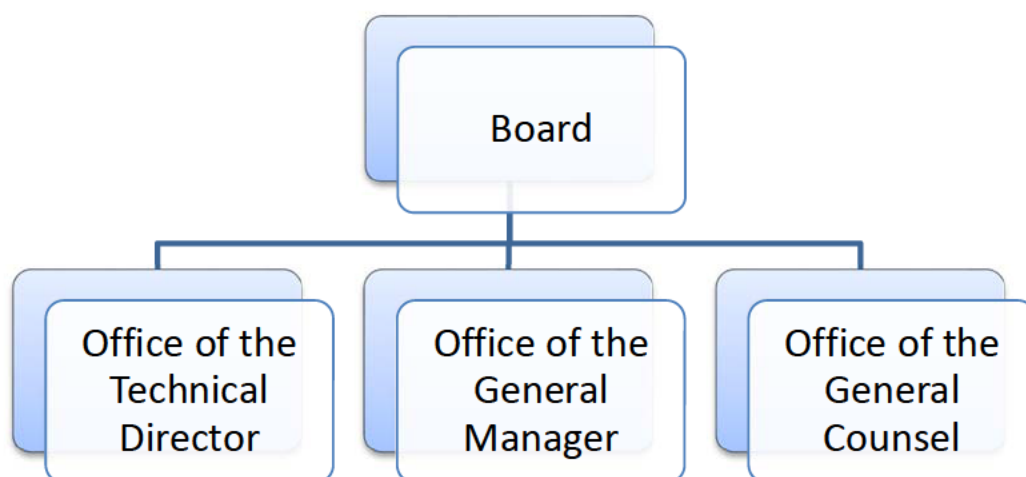 Board
Office of the
Technical
Director
Office of the
General
Manager
Office of the
General
Counsel